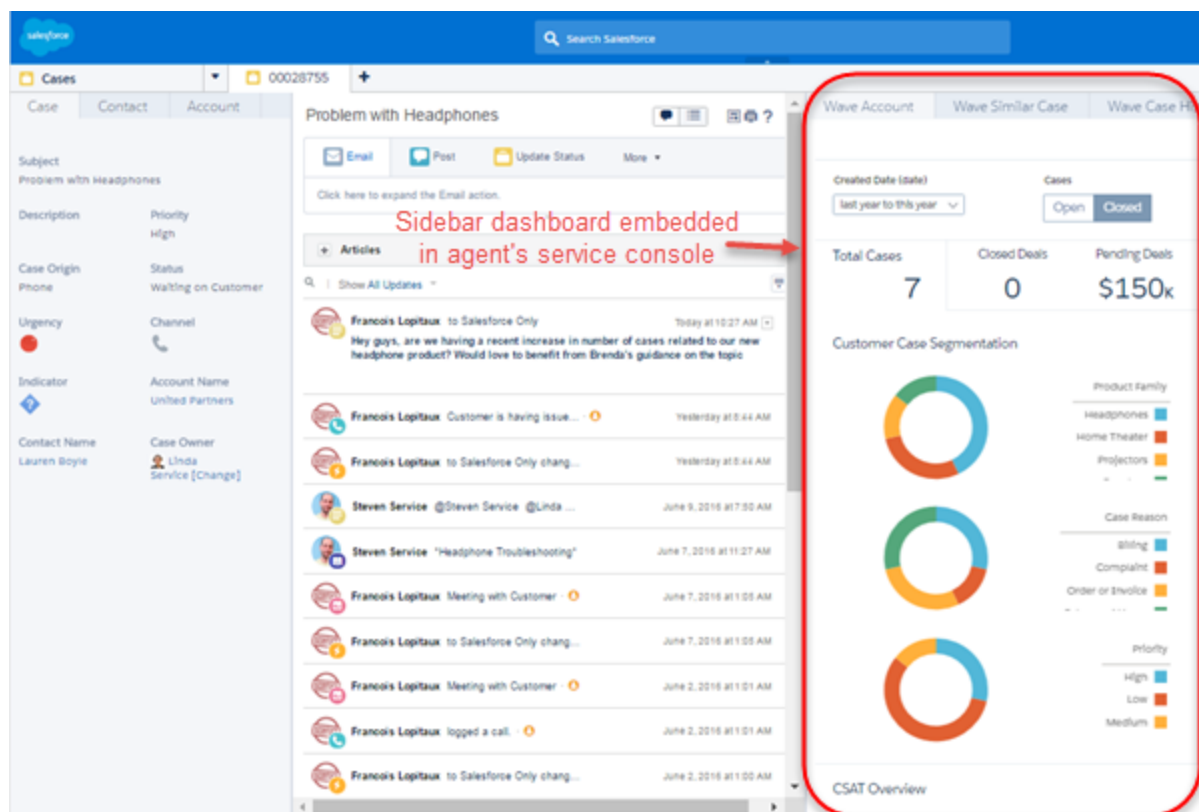 salesforce
Search Salesforce
Cases
00028755
+
Case Contact Account
Subject
Problem with Headphones
Description Priority
High
Case Origin Status
Phone Waiting on Customer
Urgency Channel
Indicator Account Name
United Partners
Contact Name Case Owner
Lauren Boyle Linda
Service [Change]
Problem with Headphones
?
Email Post Update Status More
Click here to expand the Email action.
Sidebar dashboard embedded
in agent's service console
+ Articles
Show All Updates
Francois Lopitaux to Salesforce Only Today at 10:27 AM
Hey guys, are we having a recent increase in number of cases related to our new
headphone product? Would love to benefit from Brenda's guidance on the topic
Francois Lopitaux Customer is having issue... Yesterday at 8:44 AM
Francois Lopitaux to Salesforce Only chang... Yesterday at 8:44 AM
Steven Service @Steven Service @Linda ... June 9, 2016 at 7:50 AM
Steven Service "Headphone Troubleshooting" June 7, 2016 at 11:27 AM
Francois Lopitaux Meeting with Customer June 7, 2016 at 1:05 AM
Francois Lopitaux to Salesforce Only chang... June 7, 2016 at 1:05 AM
Francois Lopitaux Meeting with Customer June 2, 2016 at 1:01 AM
Francois Lopitaux logged a call. June 2, 2016 at 1:01 AM
Francois Lopitaux to Salesforce Only chang... June 2, 2016 at 1:00 AM
Wave Account Wave Similar Case Wave Case H
Created Date (date) Cases
last year to this year Open Closed
Total Cases Closed Deals Pending Deals
7 0 $150K
Customer Case Segmentation
Product Family
Headphones
Home Theater
Projectors
Case Reason
Billing
Complaint
Order or Invoice
Priority
High
Low
Medium
CSAT Overview